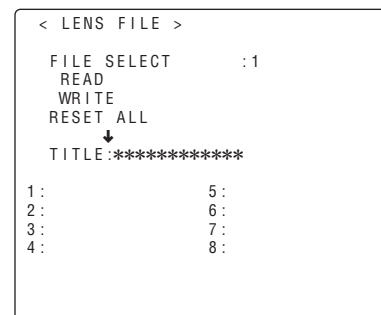 < LENS FILE >
FILE SELECT :1
READ
WRITE
RESET ALL
↓
TITLE:************
1: 5:
2: 6:
3: 7:
4: 8: